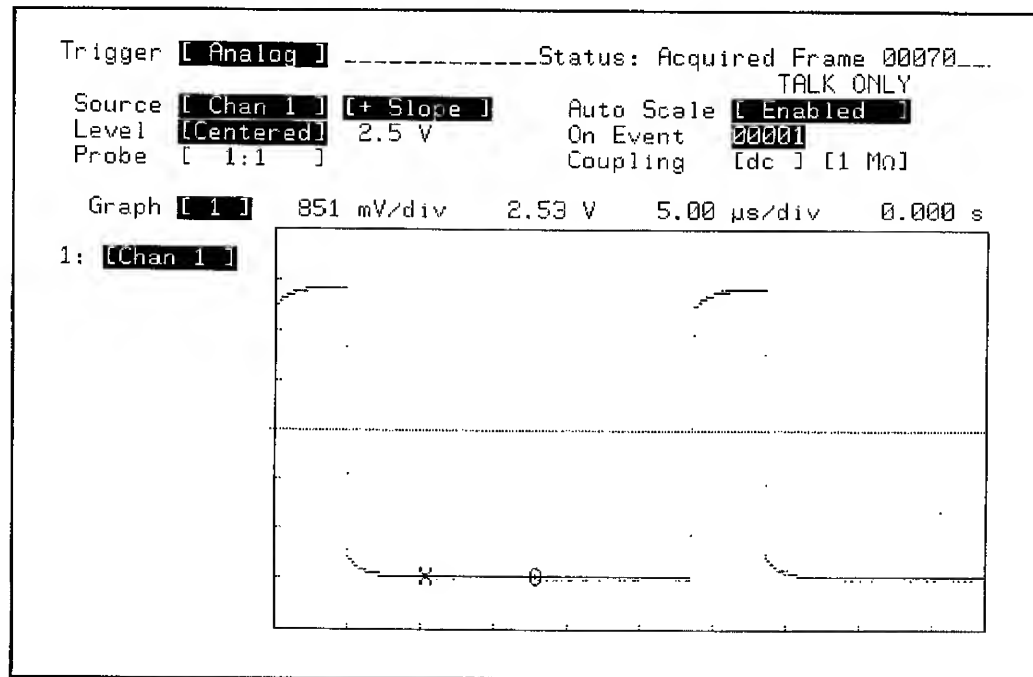 Trigger [ Analog ] ______________Status: Acquired Frame 00070__.
TALK ONLY
Source [ Chan 1 ] [+ Slope ] Auto Scale [ Enabled ]
Level [Centered] 2.5 V On Event 00001
Probe [ 1:1 ] Coupling [dc ] [1 MΩ]
Graph [ 1 ] 851 mV/div 2.53 V 5.00 µs/div 0.000 s
1: [Chan 1 ]
X O